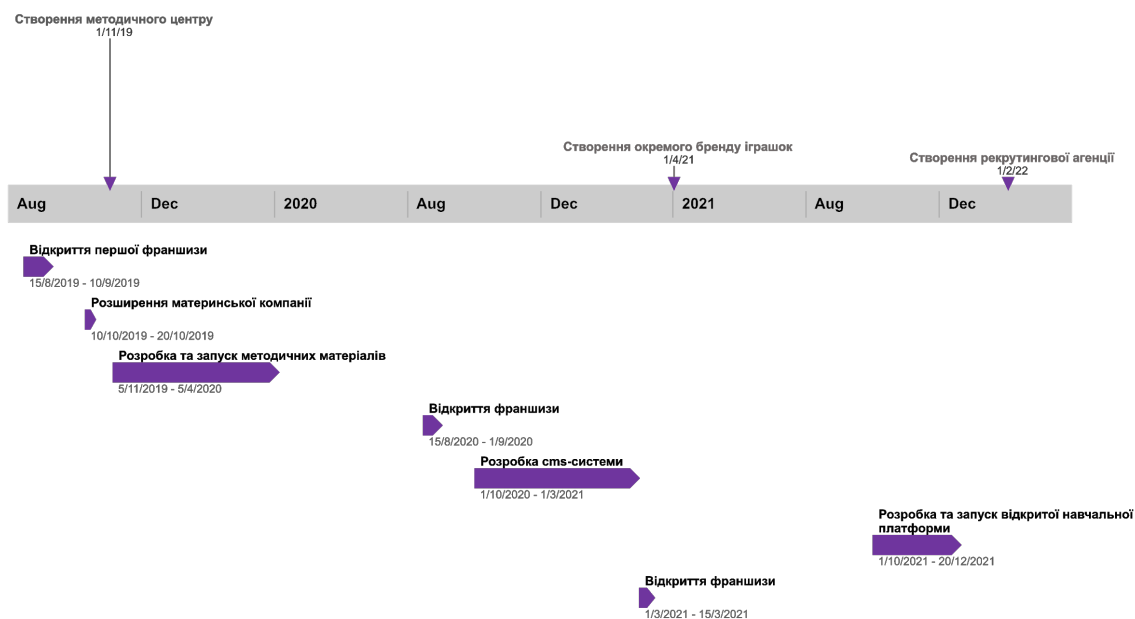 Створення методичного центру
1/11/19
Створення окремого бренду іграшок
1/4/21
Створення рекрутингової агенції
1/2/22
Aug
Dec
2020
Aug
Dec
2021
Aug
Dec
Відкриття першої франшизи
15/8/2019 - 10/9/2019
Розширення материнської компанії
10/10/2019 - 20/10/2019
Розробка та запуск методичних матеріалів
5/11/2019 - 5/4/2020
Відкриття франшизи
15/8/2020 - 1/9/2020
Розробка cms-системи
1/10/2020 - 1/3/2021
Розробка та запуск відкритої навчальної
платформи
1/10/2021 - 20/12/2021
Відкриття франшизи
1/3/2021 - 15/3/2021